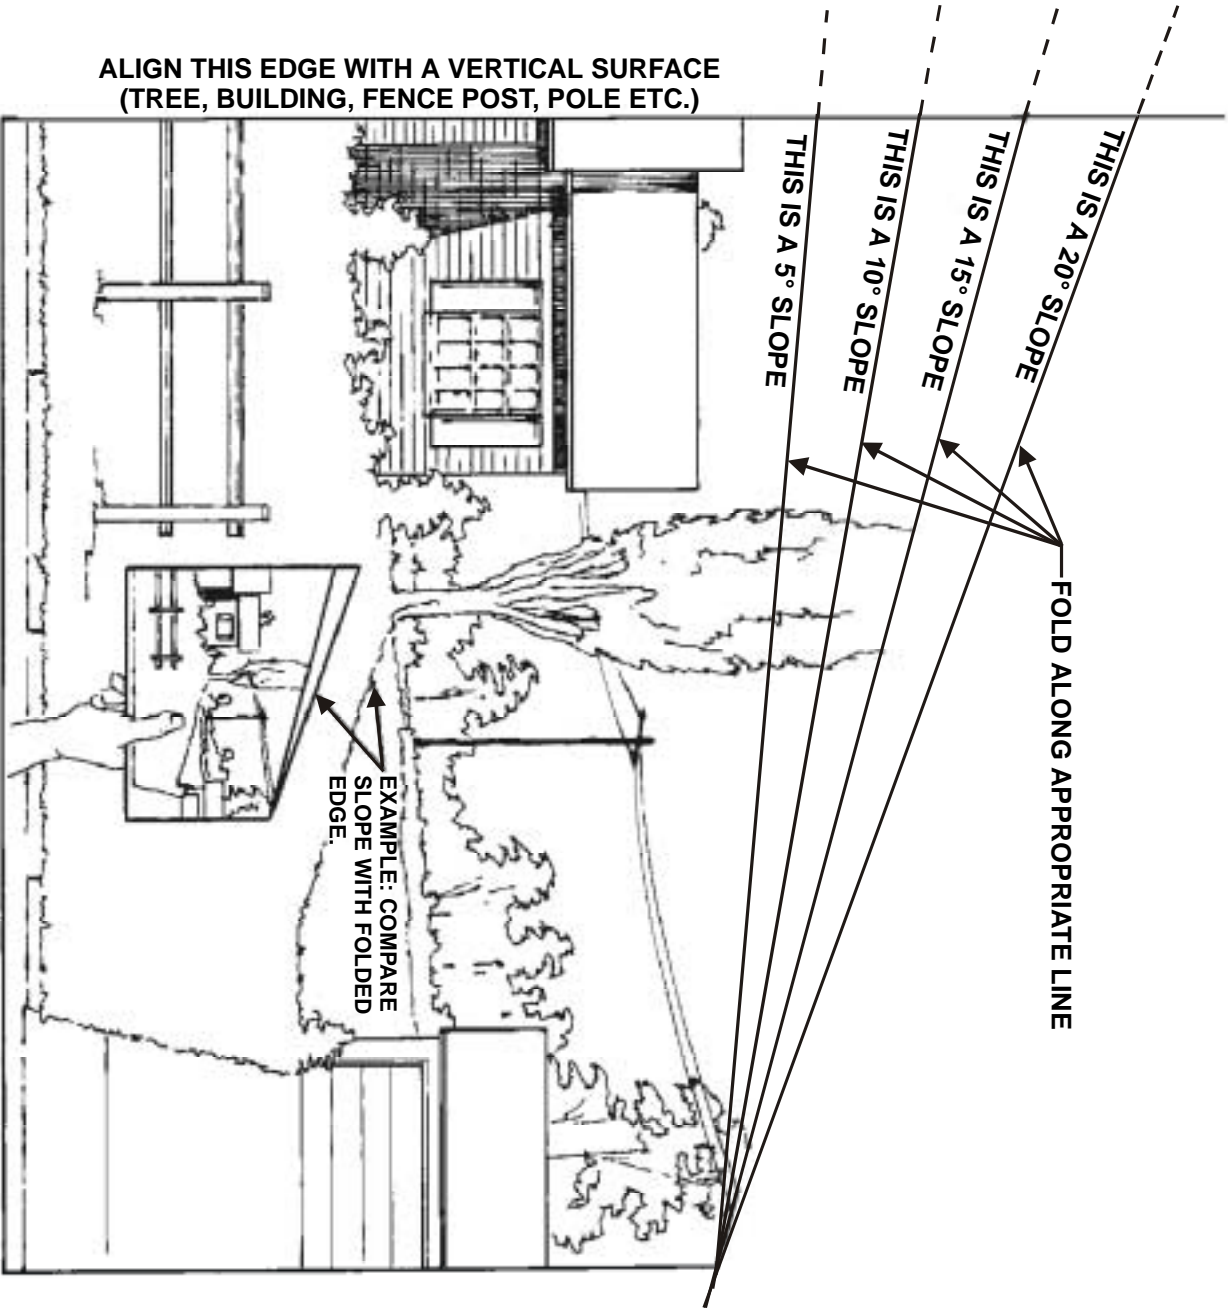 ALIGN THIS EDGE WITH A VERTICAL SURFACE
(TREE, BUILDING, FENCE POST, POLE ETC.)
THIS IS A 5° SLOPE
THIS IS A 10° SLOPE
THIS IS A 15° SLOPE
THIS IS A 20° SLOPE
FOLD ALONG APPROPRIATE LINE
EXAMPLE: COMPARE
SLOPE WITH FOLDED
EDGE.